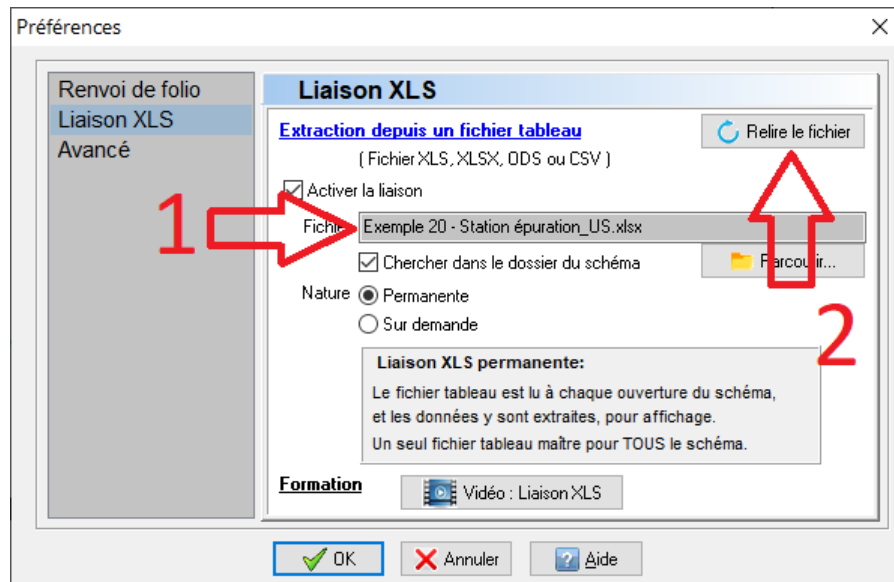 Préférences
Renvoi de folio
Liaison XLS
Avancé
Liaison XLS
Extraction depuis un fichier tableau
Relire le fichier
( Fichier XLS, XLSX, ODS ou CSV )
Activer la liaison
1
Fichier
Exemple 20 - Station épuration_US.xlsx
Chercher dans le dossier du schéma
Parcourir...
Nature
Permanente
Sur demande
2
Liaison XLS permanente:
Le fichier tableau est lu à chaque ouverture du schéma,
et les données y sont extraites, pour affichage.
Un seul fichier tableau maître pour TOUS le schéma.
Formation
Vidéo : Liaison XLS
OK
Annuler
Aide